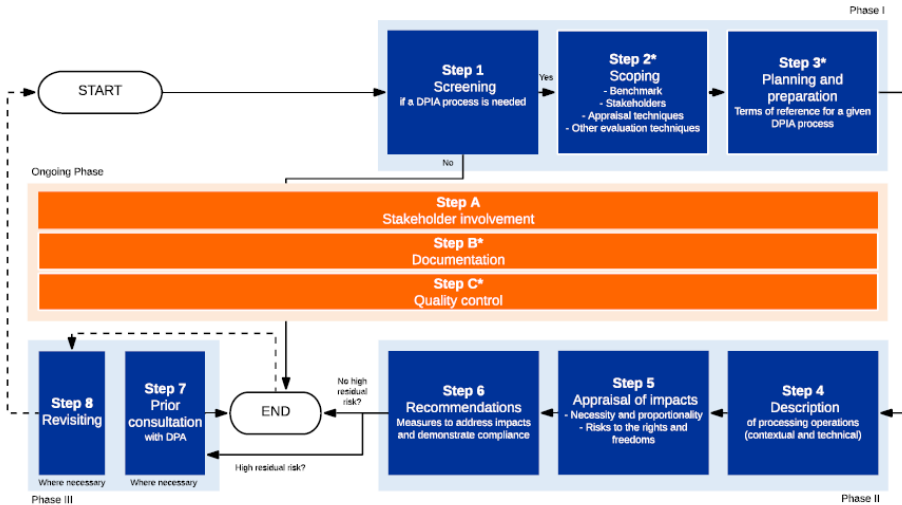 Phase I
START
Step 1
Screening
if a DPIA process is needed
Yes
No
Step 2*
Scoping
- Benchmark
- Stakeholders
- Appraisal techniques
- Other evaluation techniques
Step 3*
Planning and
preparation
Terms of reference for a given
DPIA process
Ongoing Phase
Step A
Stakeholder involvement
Step B*
Documentation
Step C*
Quality control
Step 8
Revisiting
Where necessary
Step 7
Prior
consultation
with DPA
Where necessary
Phase III
END
No high
residual
risk?
High residual risk?
Step 6
Recommendations
Measures to address impacts
and demonstrate compliance
Step 5
Appraisal of impacts
- Necessity and proportionality
- Risks to the rights and
freedoms
Step 4
Description
of processing operations
(contextual and technical)
Phase II